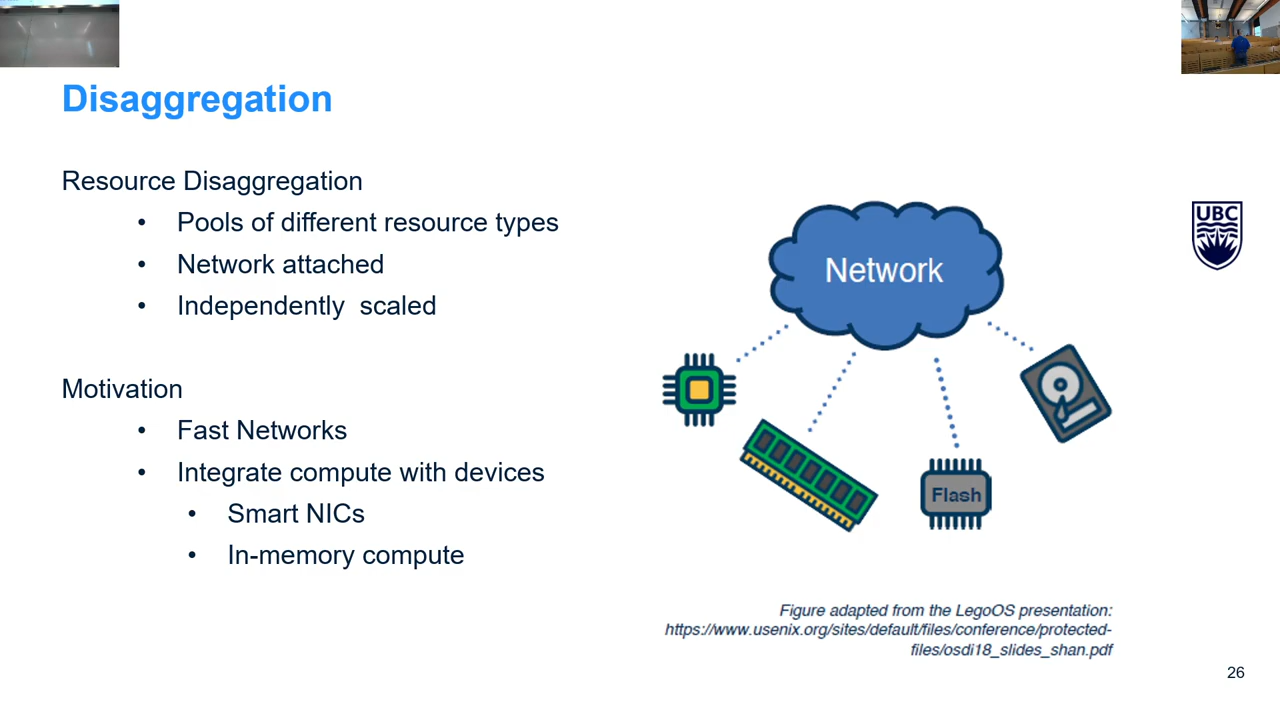 Disaggregation
Resource Disaggregation
• Pools of different resource types
• Network attached
• Independently  scaled
Motivation
• Fast Networks
• Integrate compute with devices
• Smart NICs
• In-memory compute
Network
Flash
UBC
Figure adapted from the LegoOS presentation:
https://www.usenix.org/sites/default/files/conference/protected-
files/osdi18_slides_shan.pdf
26